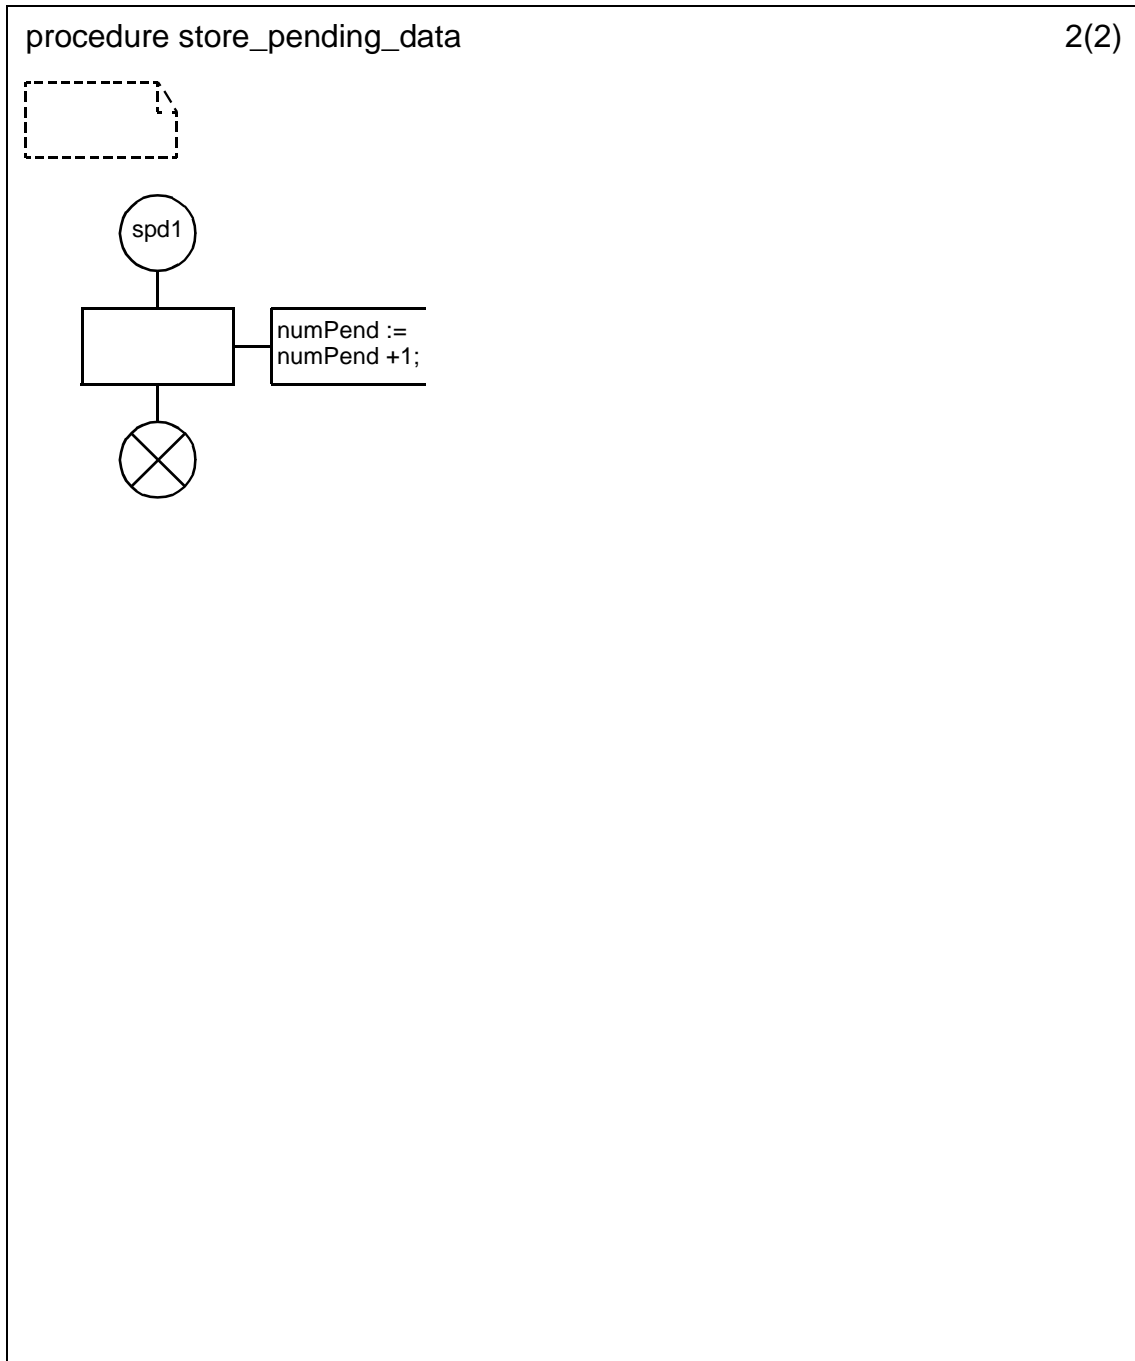 procedure store_pending_data
2(2)
spd1
numPend :=
numPend +1;